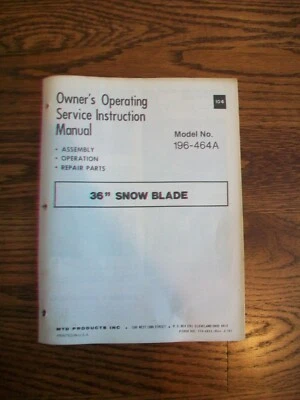 Owner's Operating
Service Instruction
Manual
Model No.
196-464A
• ASSEMBLY
• OPERATION
• REPAIR PARTS
36" SNOW BLADE
MTD PRODUCTS INC